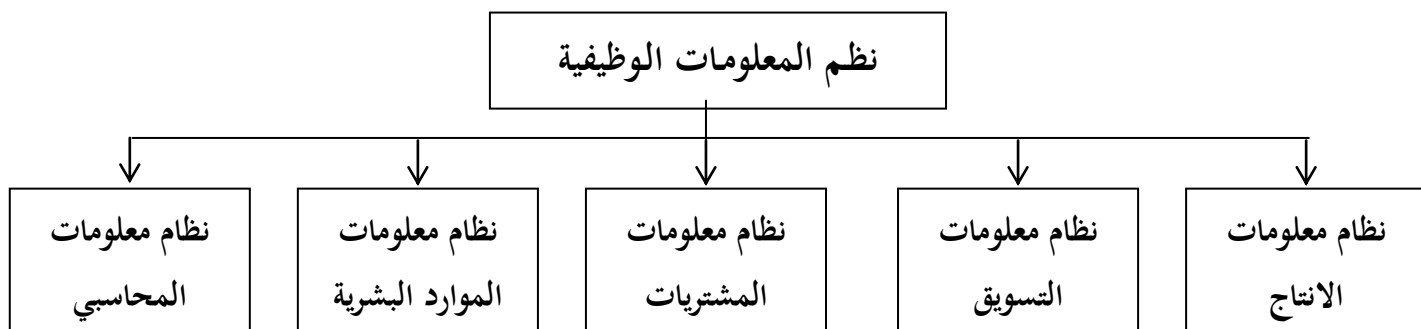 نظم المعلومات الوظيفية
نظام معلومات
الانتاج
نظام معلومات
التسويق
نظام معلومات
المشتريات
نظام معلومات
الموارد البشرية
نظام معلومات
المحاسبي